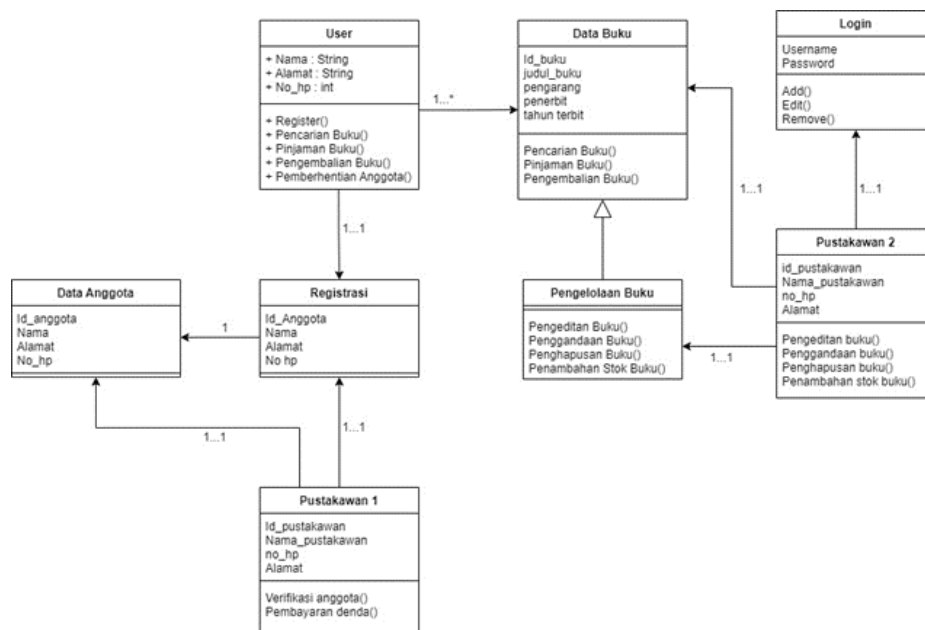 User
+ Nama : String
+ Alamat : String
+ No_hp : int
+ Register()
+ Pencarian Buku()
+ Pinjaman Buku()
+ Pengembalian Buku()
+ Pemberhentian Anggota()
1...*
Data Buku
Id_buku
judul_buku
pengarang
penerbit
tahun terbit
Pencarian Buku()
Pinjaman Buku()
Pengembalian Buku()
Login
Username
Password
Add()
Edit()
Remove()
1...1
1...1
1...1
Data Anggota
Id_anggota
Nama
Alamat
No_hp
1
Registrasi
Id_Anggota
Nama
Alamat
No hp
Pengelolaan Buku
Pengeditan Buku()
Penggandaan Buku()
Penghapusan Buku()
Penambahan Stok Buku()
1...1
Pustakawan 2
id_pustakawan
Nama_pustakawan
no_hp
Alamat
Pengeditan buku()
Penggandaan buku()
Penghapusan buku()
Penambahan stok buku()
1...1
1...1
Pustakawan 1
Id_pustakawan
Nama_pustakawan
no_hp
Alamat
Verifikasi anggota()
Pembayaran denda()